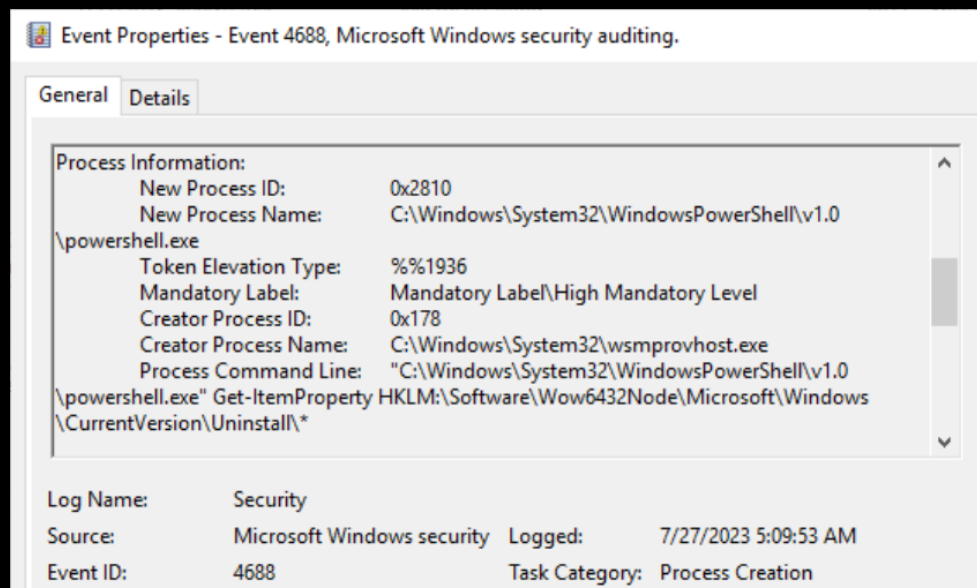 Event Properties - Event 4688, Microsoft Windows security auditing.
General Details
Process Information:
New Process ID: 0x2810
New Process Name: C:\Windows\System32\WindowsPowerShell\v1.0
\powershell.exe
Token Elevation Type: %%1936
Mandatory Label: Mandatory Label\High Mandatory Level
Creator Process ID: 0x178
Creator Process Name: C:\Windows\System32\wsmprovhost.exe
Process Command Line: "C:\Windows\System32\WindowsPowerShell\v1.0
\powershell.exe" Get-ItemProperty HKLM:\Software\Wow6432Node\Microsoft\Windows
\CurrentVersion\Uninstall\*
Log Name: Security
Source: Microsoft Windows security Logged: 7/27/2023 5:09:53 AM
Event ID: 4688 Task Category: Process Creation